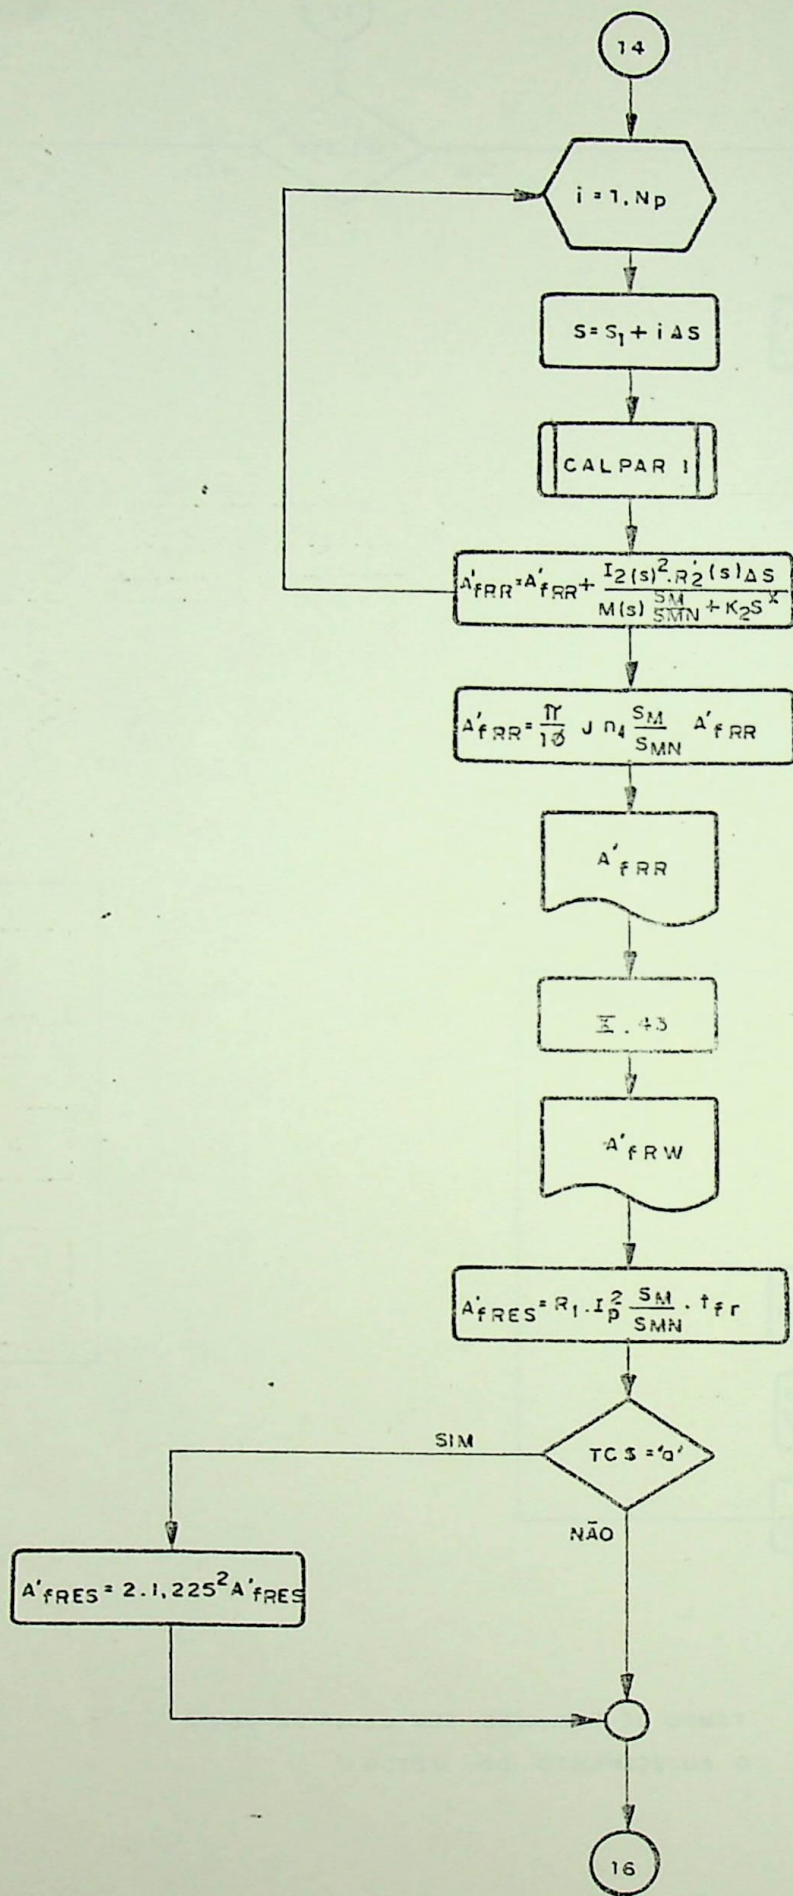 14
i = 1, Np
S = S₁ + i ΔS
CALPAR 1
A'fRR = A'fRR + I₂(s)² . R'₂(s) ΔS / M(s) SM/SMN + K₂Sˣ
A'fRR = π/10 J n₄ SM/SMN A'fRR
A'fRR
X . 43
A'fRW
A'fRES = R₁ . Ip² SM/SMN . tfr
SIM
TC$ = 'a'
NÃO
A'fRES = 2.1,225² A'fRES
16